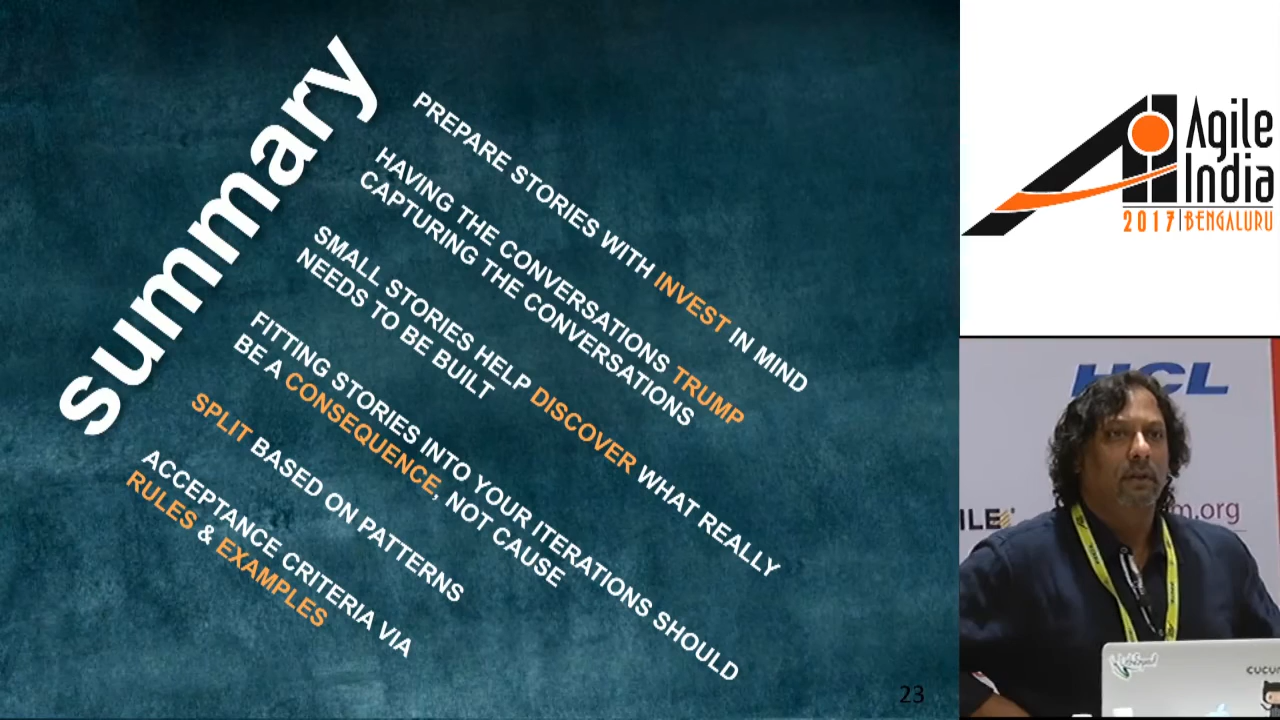 summary
PREPARE STORIES WITH INVEST IN MIND
HAVING THE CONVERSATIONS TRUMP
CAPTURING THE CONVERSATIONS
SMALL STORIES HELP DISCOVER WHAT REALLY
NEEDS TO BE BUILT
FITTING STORIES INTO YOUR ITERATIONS SHOULD
BE A CONSEQUENCE, NOT CAUSE
SPLIT BASED ON PATTERNS
ACCEPTANCE CRITERIA VIA
RULES & EXAMPLES
23
Agile
India
2017 | BENGALURU
HCL